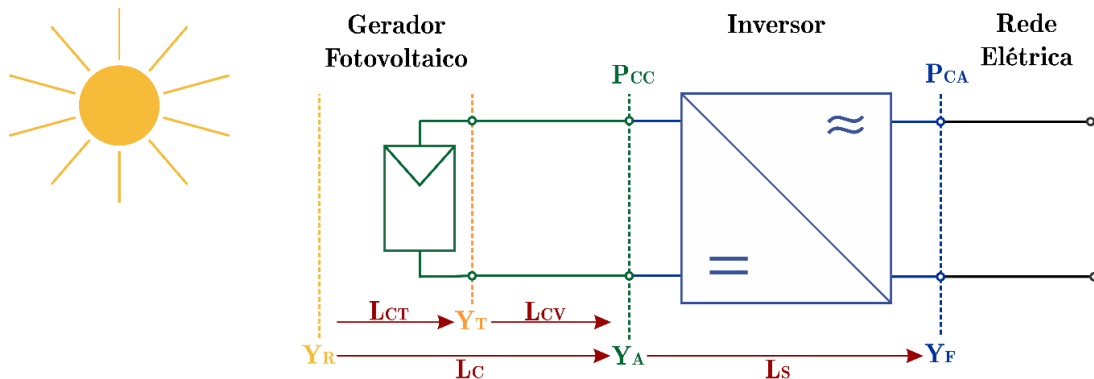 Gerador
Fotovoltaico
Inversor
Rede
Elétrica
PCC
PCA
LCT
YT
LCV
YR
LC
YA
LS
YF